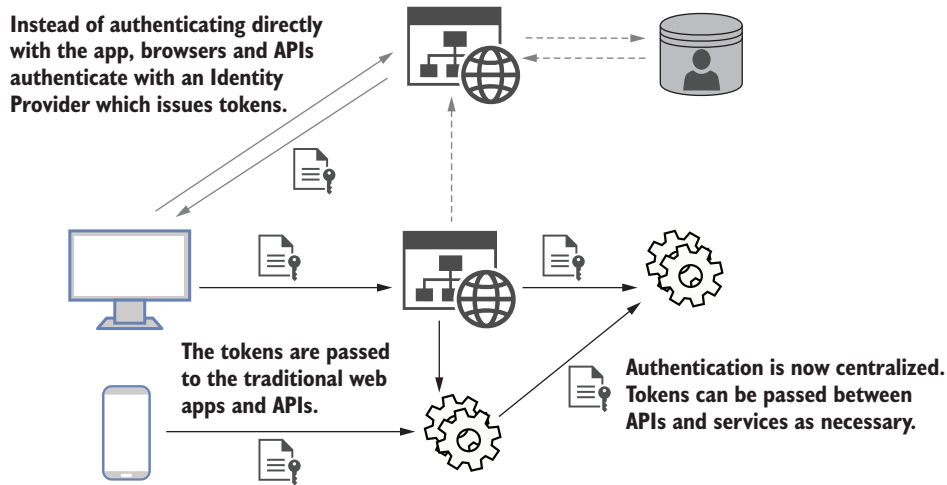 Instead of authenticating directly
with the app, browsers and APIs
authenticate with an Identity
Provider which issues tokens.
The tokens are passed
to the traditional web
apps and APIs.
Authentication is now centralized.
Tokens can be passed between
APIs and services as necessary.